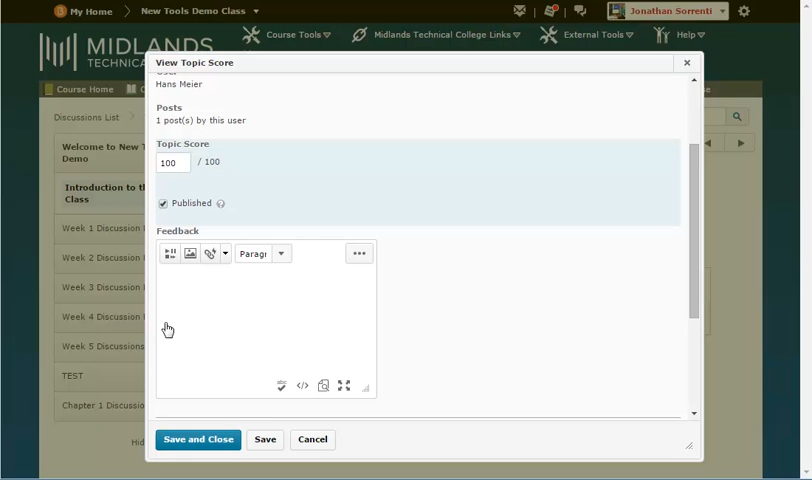 My Home
New Tools Demo Class
Jonathan Sorrenti
MIDLANDS
TECHNICAL
Course Tools
Midlands Technical College Links
External Tools
Help
Course Home
View Topic Score
Discussions List
Welcome to New T
Demo
Introduction to th
Class
Week 1 Discussion
Week 2 Discussion
Week 3 Discussion
Week 4 Discussion
Week 5 Discussions
TEST
Chapter 1 Discussio
Hid
User
Hans Meier
Posts
1 post(s) by this user
Topic Score
100 / 100
Published
Feedback
Paragr
Save and Close
Save
Cancel